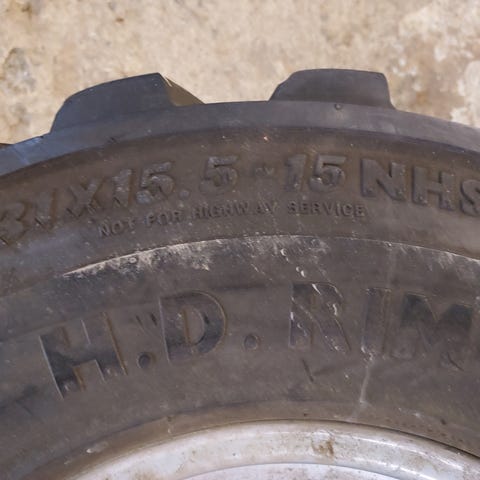 31X15.5-15 NHS
NOT FOR HIGHWAY SERVICE
H.D. RIM